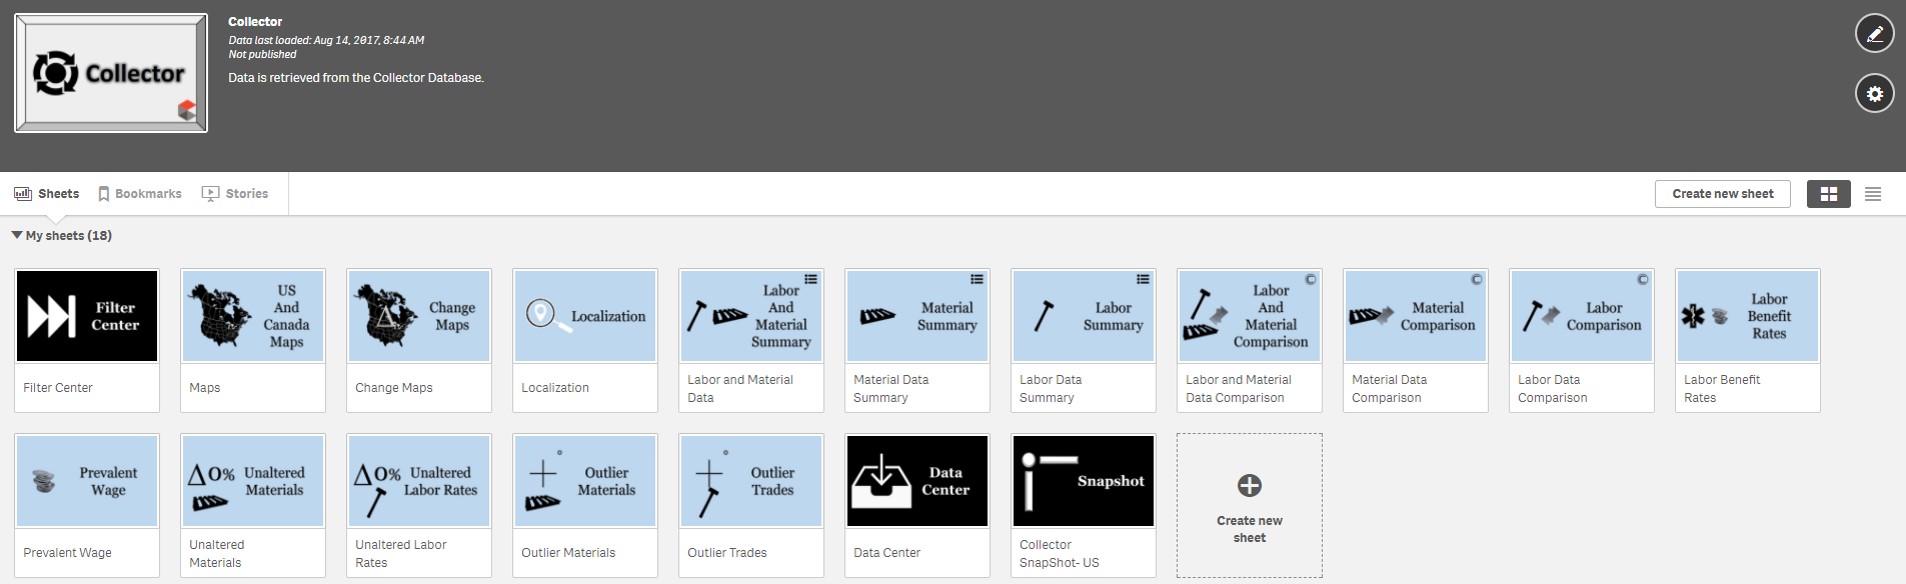 Collector
Collector
Data last loaded: Aug 14, 2017, 8:44 AM
Not published
Data is retrieved from the Collector Database.
Sheets
Bookmarks
Stories
Create new sheet
My sheets (18)
Filter
Center
Filter Center
US
And
Canada
Maps
Maps
Change
Maps
Change Maps
Localization
Localization
Labor
And
Material
Summary
Labor and Material
Data
Material
Summary
Material Data
Summary
Labor
Summary
Labor Data
Summary
Labor
And
Material
Comparison
Labor and Material
Data Comparison
Material
Comparison
Material Data
Comparison
Labor
Comparison
Labor Data
Comparison
Labor
Benefit
Rates
Labor Benefit
Rates
Prevalent
Wage
Prevalent Wage
Δ0% Unaltered
Materials
Unaltered
Materials
Δ0% Unaltered
Labor Rates
Unaltered Labor
Rates
Outlier
Materials
Outlier Materials
Outlier
Trades
Outlier Trades
Data
Center
Data Center
Snapshot
Collector
SnapShot- US
Create new
sheet